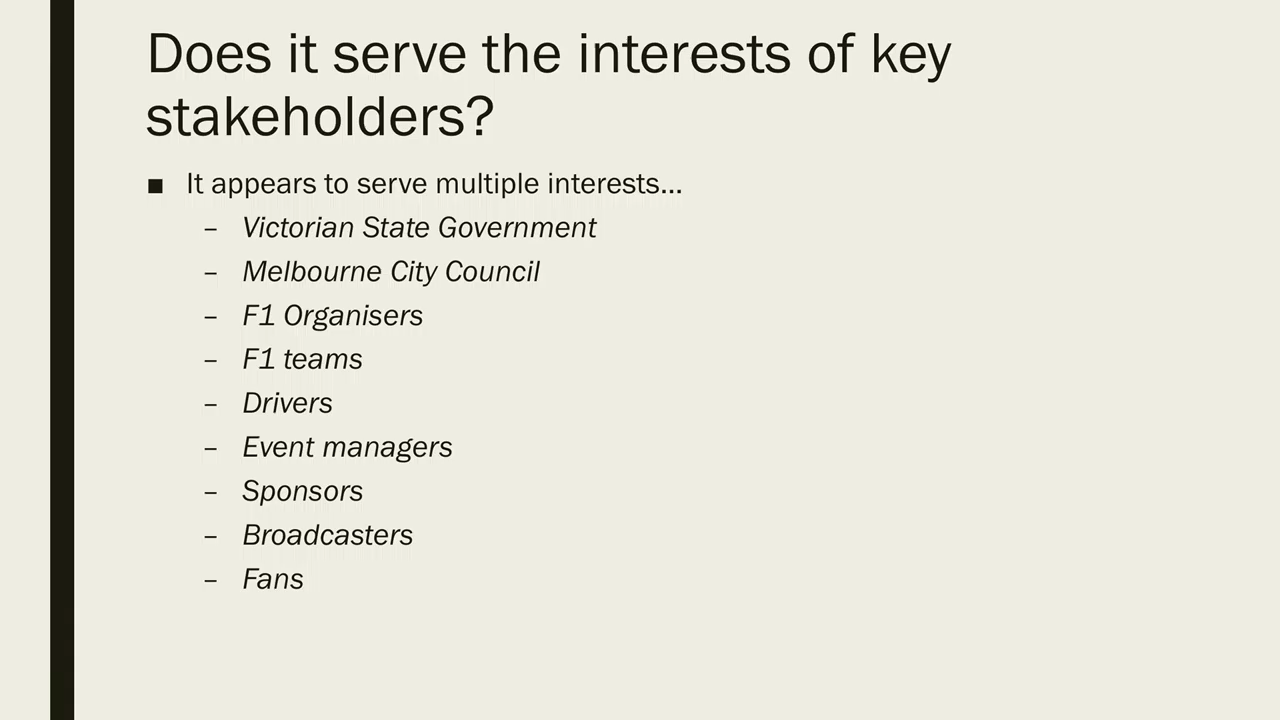 Does it serve the interests of key
stakeholders?
■ It appears to serve multiple interests...
– Victorian State Government
– Melbourne City Council
– F1 Organisers
– F1 teams
– Drivers
– Event managers
– Sponsors
– Broadcasters
– Fans